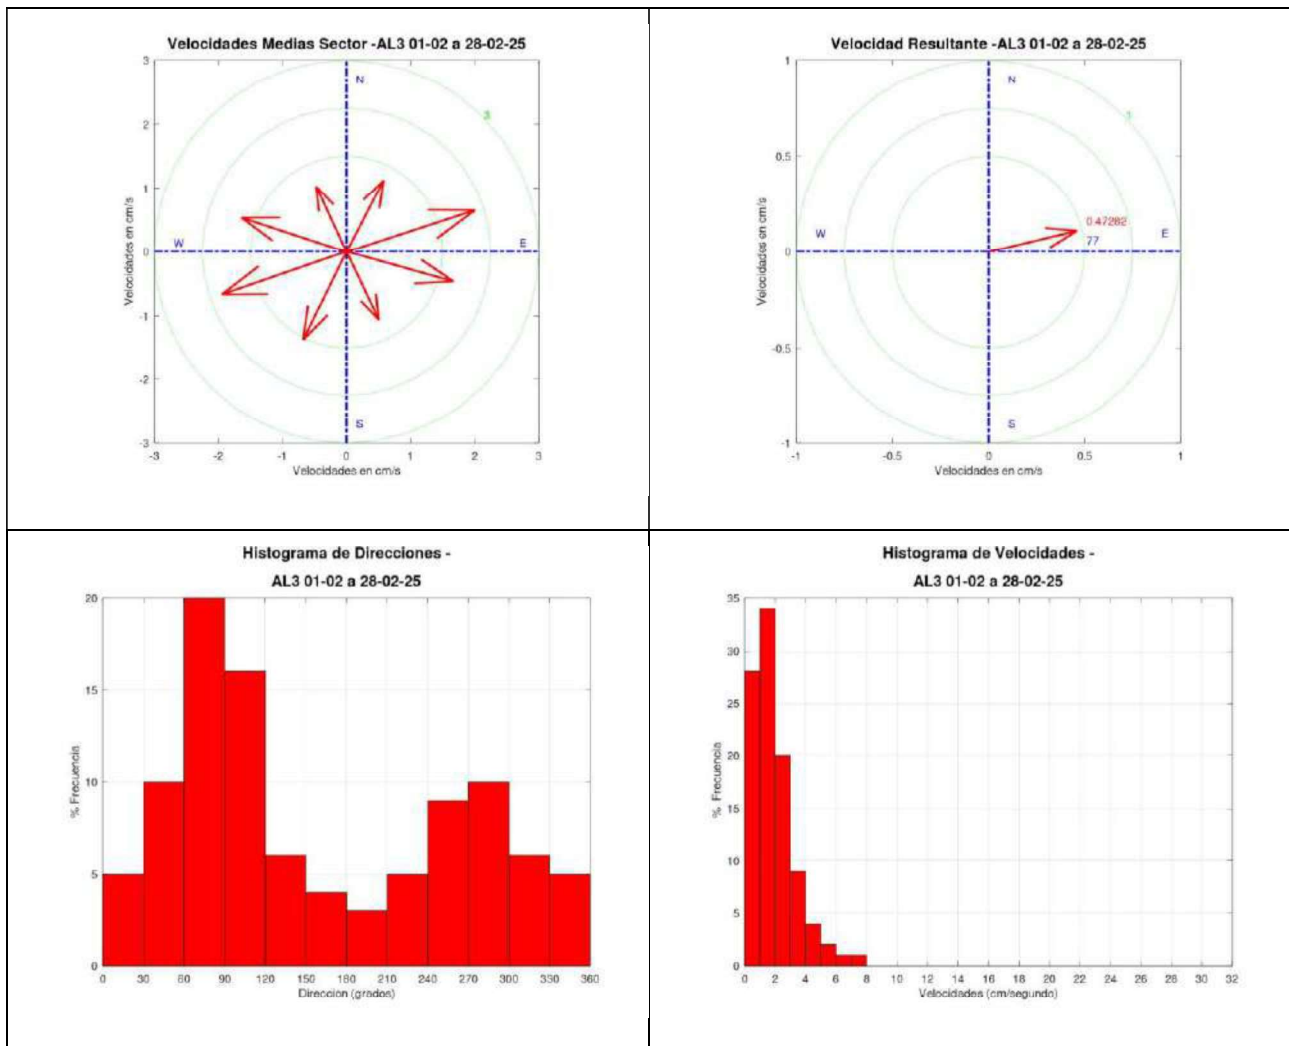 Velocidades Medias Sector -AL3 01-02 a 28-02-25
3
2
1
0
-1
-2
-3
Velocidades en cm/s
N
3
W
E
S
-3 -2 -1 0 1 2 3
Velocidades en cm/s
Velocidad Resultante -AL3 01-02 a 28-02-25
1
0.5
0
-0.5
-1
Velocidades en cm/s
N
1
0.47282
77
W
E
S
-1 -0.5 0 0.5 1
Velocidades en cm/s
Histograma de Direcciones -
AL3 01-02 a 28-02-25
20
15
10
5
0
% Frecuencia
0 30 60 90 120 150 180 210 240 270 300 330 360
Direccion (grados)
Histograma de Velocidades -
AL3 01-02 a 28-02-25
35
30
25
20
15
10
5
0
% Frecuencia
0 2 4 6 8 10 12 14 16 18 20 22 24 26 28 30 32
Velocidades (cm/segundo)